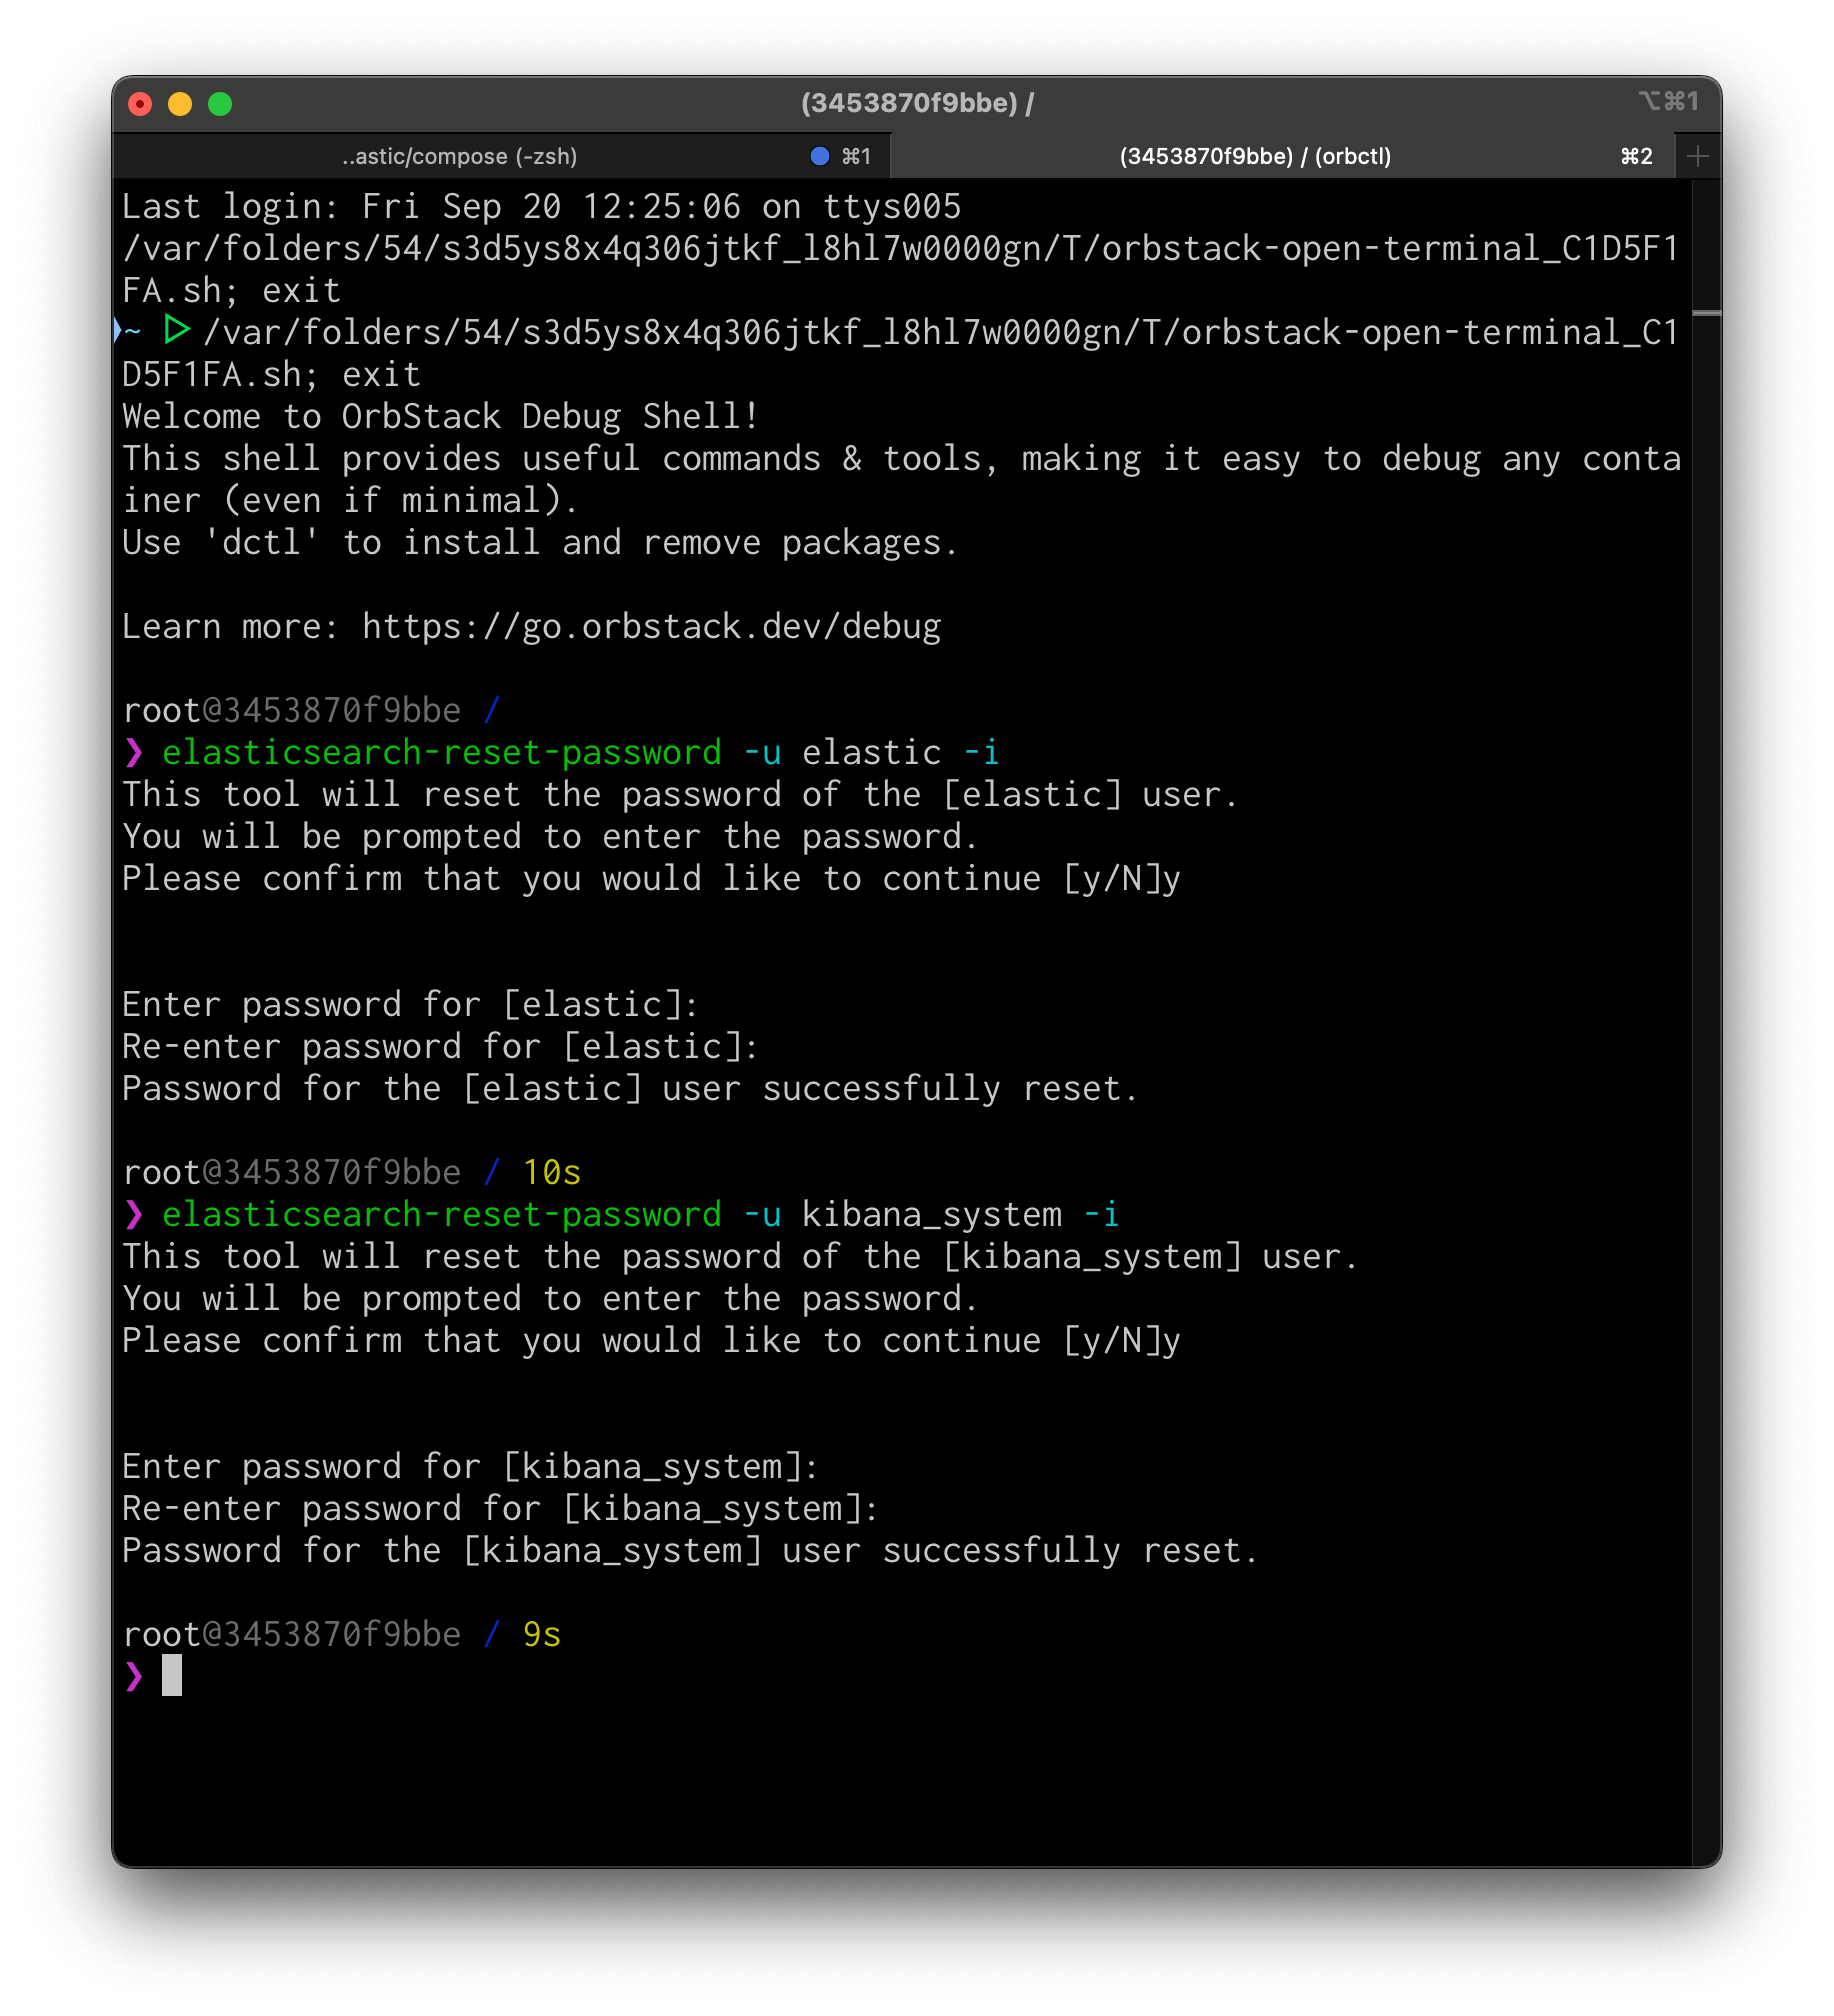 (3453870f9bbe) /
⌥⌘1
..astic/compose (-zsh)
⌘1
(3453870f9bbe) / (orbctl)
⌘2
Last login: Fri Sep 20 12:25:06 on ttys005
/var/folders/54/s3d5ys8x4q306jtkf_l8hl7w0000gn/T/orbstack-open-terminal_C1D5F1
FA.sh; exit
~ ▷ /var/folders/54/s3d5ys8x4q306jtkf_l8hl7w0000gn/T/orbstack-open-terminal_C1
D5F1FA.sh; exit
Welcome to OrbStack Debug Shell!
This shell provides useful commands & tools, making it easy to debug any conta
iner (even if minimal).
Use 'dctl' to install and remove packages.
Learn more: https://go.orbstack.dev/debug
root@3453870f9bbe /
❯ elasticsearch-reset-password -u elastic -i
This tool will reset the password of the [elastic] user.
You will be prompted to enter the password.
Please confirm that you would like to continue [y/N]y
Enter password for [elastic]:
Re-enter password for [elastic]:
Password for the [elastic] user successfully reset.
root@3453870f9bbe / 10s
❯ elasticsearch-reset-password -u kibana_system -i
This tool will reset the password of the [kibana_system] user.
You will be prompted to enter the password.
Please confirm that you would like to continue [y/N]y
Enter password for [kibana_system]:
Re-enter password for [kibana_system]:
Password for the [kibana_system] user successfully reset.
root@3453870f9bbe / 9s
❯